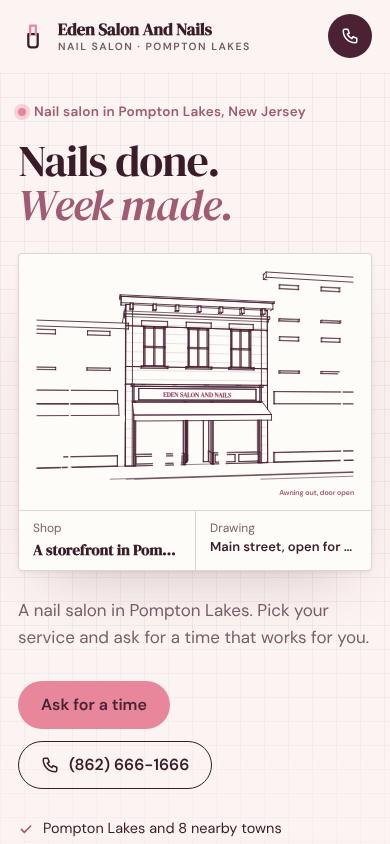 Eden Salon And Nails
NAIL SALON · POMPTON LAKES
Nail salon in Pompton Lakes, New Jersey
Nails done.
Week made.
EDEN SALON AND NAILS
Awning out, door open
Shop
A storefront in Pom...
Drawing
Main street, open for ...
A nail salon in Pompton Lakes. Pick your
service and ask for a time that works for you.
Ask for a time
(862) 666-1666
Pompton Lakes and 8 nearby towns